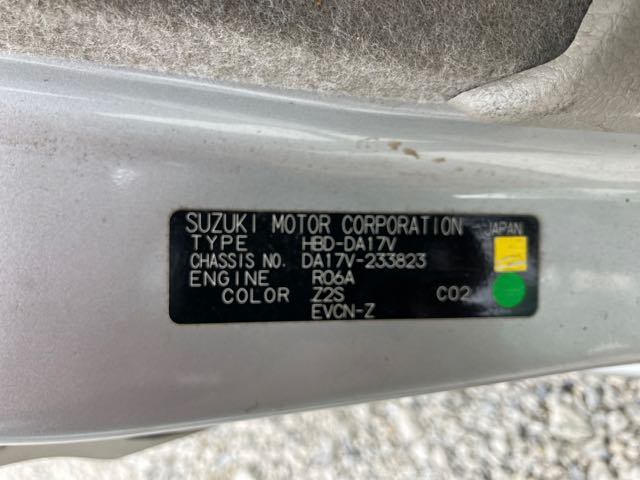 SUZUKI MOTOR CORPORATION JAPAN
TYPE HBD-DA17V
CHASSIS NO. DA17V-233823
ENGINE R06A
COLOR Z2S C02
EVCN-Z